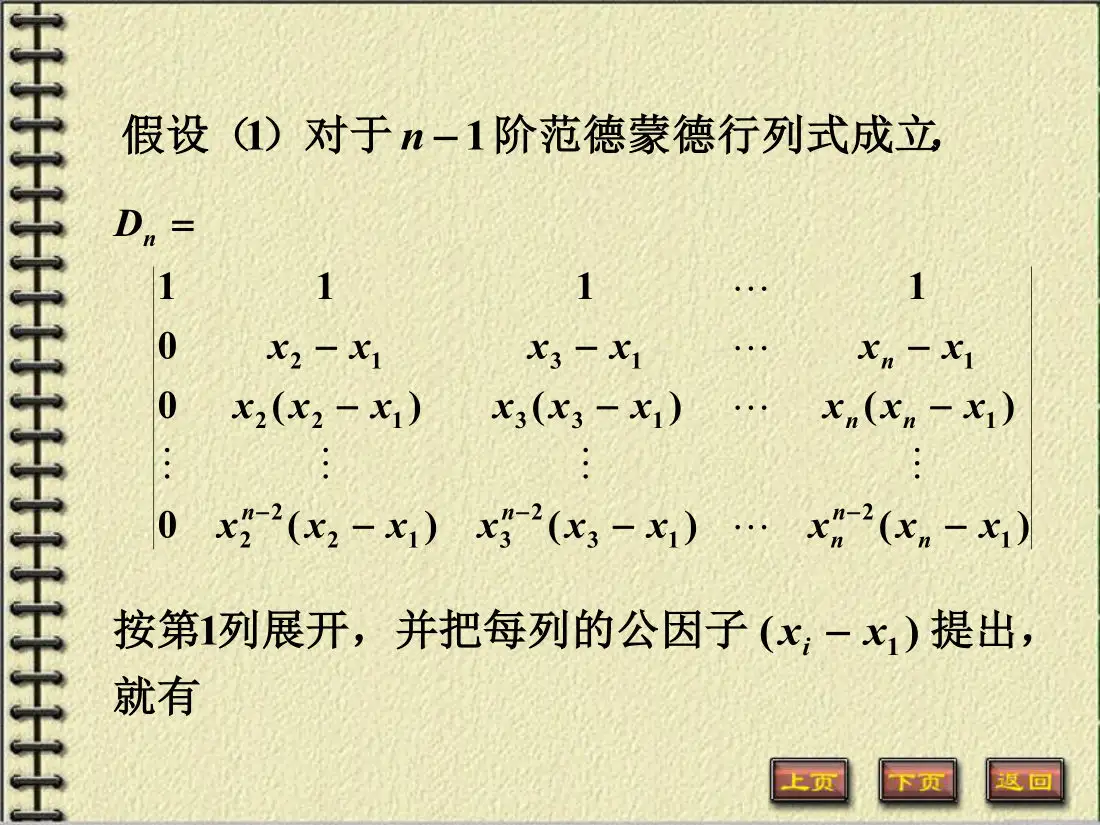 假设（1）对于 n − 1 阶范德蒙德行列式成立，
Dₙ =
1 1 1 ⋯ 1
0 x₂ − x₁ x₃ − x₁ ⋯ xₙ − x₁
0 x₂(x₂ − x₁) x₃(x₃ − x₁) ⋯ xₙ(xₙ − x₁)
⋮ ⋮ ⋮ ⋮
0 x₂ⁿ⁻²(x₂ − x₁) x₃ⁿ⁻²(x₃ − x₁) ⋯ xₙⁿ⁻²(xₙ − x₁)
按第1列展开，并把每列的公因子 (xᵢ − x₁) 提出，
就有
上页 下页 返回